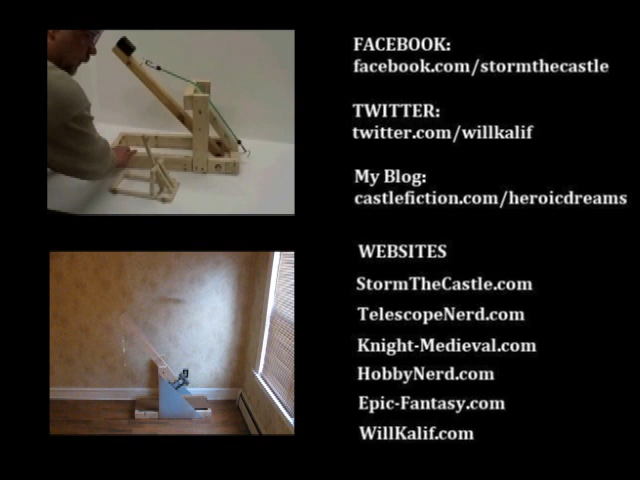 FACEBOOK:
facebook.com/stormthecastle
TWITTER:
twitter.com/willkalif
My Blog:
castlefiction.com/heroicdreams
WEBSITES
StormTheCastle.com
TelescopeNerd.com
Knight-Medieval.com
HobbyNerd.com
Epic-Fantasy.com
WillKalif.com